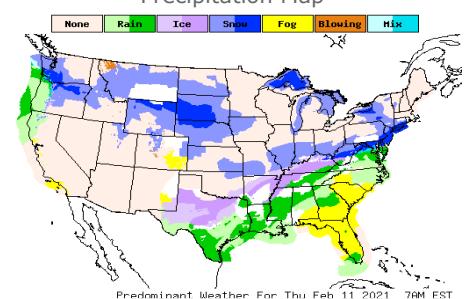 Precipitation Map
None Rain Ice Snow Fog Blowing Mix
Predominant Weather For Thu Feb 11 2021 7AM EST